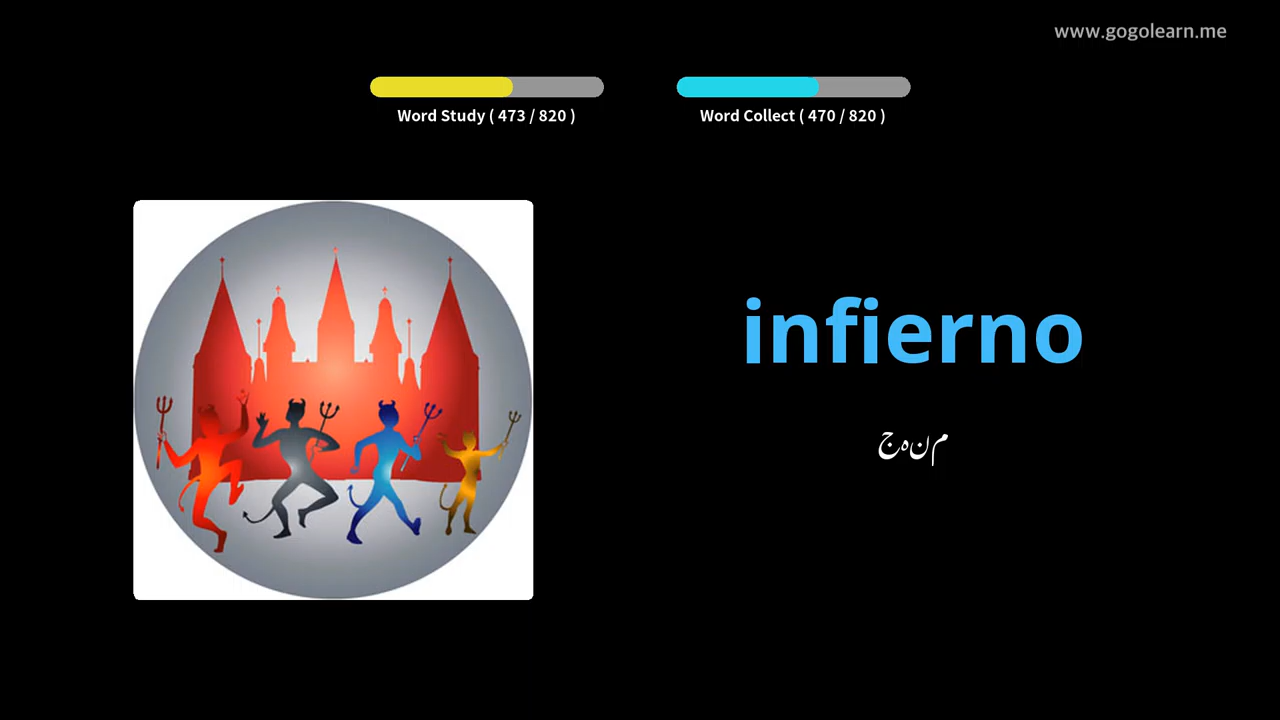 www.gogolearn.me
Word Study ( 473 / 820 )
Word Collect ( 470 / 820 )
infierno
جہنم